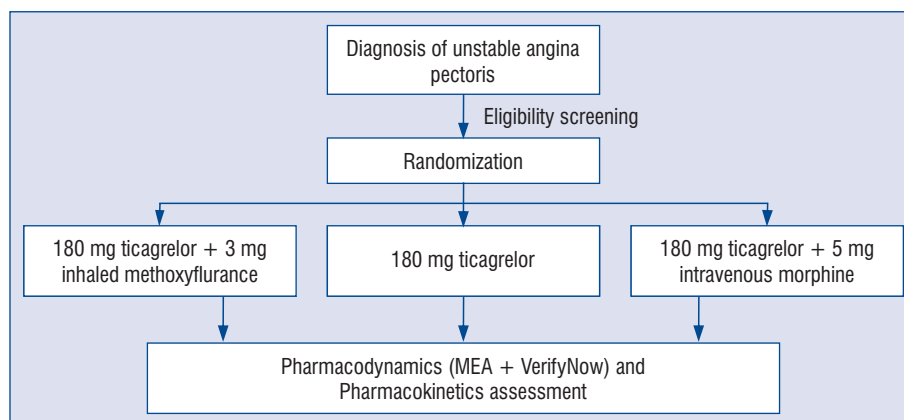 Diagnosis of unstable angina
pectoris
Eligibility screening
Randomization
180 mg ticagrelor + 3 mg
inhaled methoxyflurance
180 mg ticagrelor
180 mg ticagrelor + 5 mg
intravenous morphine
Pharmacodynamics (MEA + VerifyNow) and
Pharmacokinetics assessment